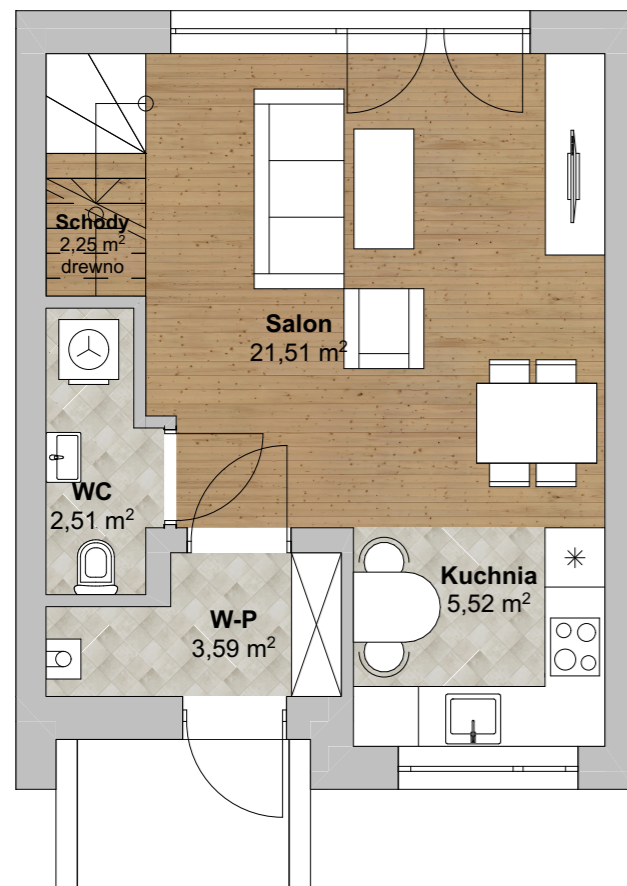 Schody
2,25 m²
drewno
Salon
21,51 m²
WC
2,51 m²
Kuchnia
5,52 m²
W-P
3,59 m²